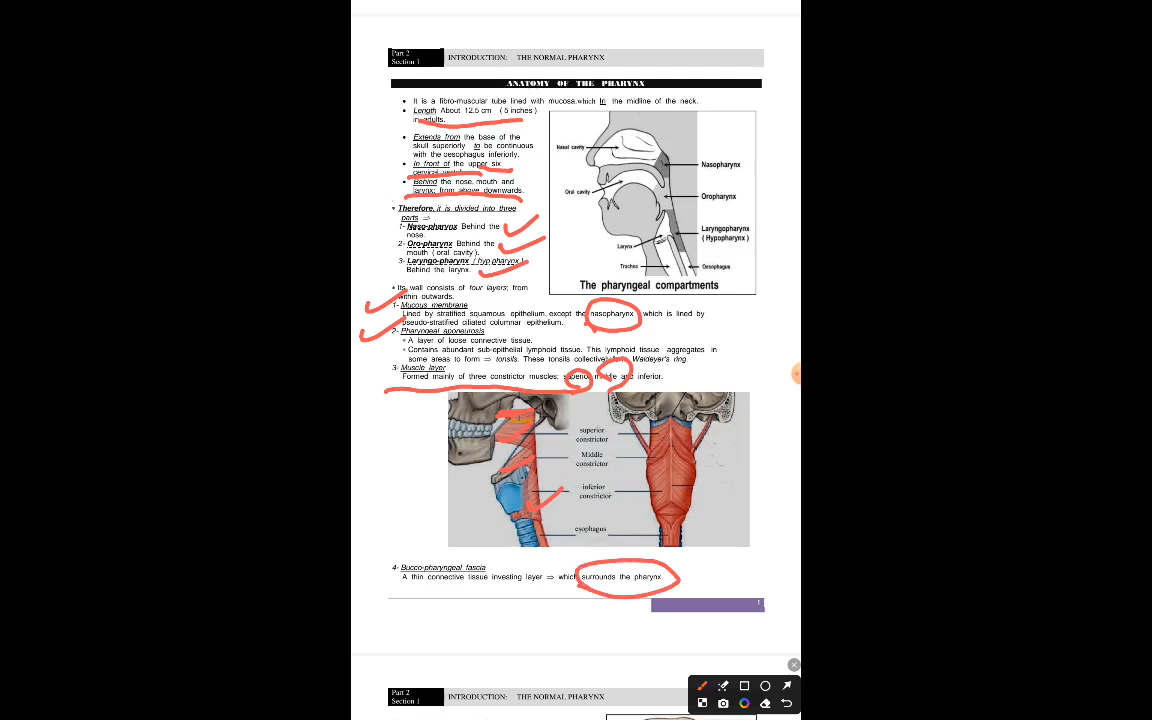 Part 2
Section 1
INTRODUCTION: THE NORMAL PHARYNX
ANATOMY OF THE PHARYNX
• It is a fibro-muscular tube lined with mucosa.which In the midline of the neck.
• Length About 12.5 cm ( 5 inches )
in adults.
• Extends from the base of the
skull superiorly to be continuous
with the oesophagus inferiorly.
• In front of the upper six
cervical
• Behind the nose, mouth and
larynx; from above downwards.
* Therefore, it is divided into three
parts ⇒
1- Naso-pharynx Behind the
nose.
2- Oro-pharynx Behind the
mouth ( oral cavity ).
3- Laryngo-pharynx ( hyp.pharynx )
Behind the larynx.
* Its wall consists of four layers; from
within outwards.
1- Mucous membrane
Lined by stratified squamous epithelium, except the nasopharynx which is lined by
pseudo-stratified ciliated columnar epithelium.
2- Pharyngeal aponeurosis
* A layer of loose connective tissue.
* Contains abundant sub-epithelial lymphoid tissue. This lymphoid tissue aggregates in
some areas to form ⇒ tonsils. These tonsils collectively Waldeyer's ring.
3- Muscle layer
Formed mainly of three constrictor muscles; superior, middle and inferior.
Nasal cavity
Nasopharynx
Oral cavity
Oropharynx
Laryngopharynx
(Hypopharynx)
Larynx
Trachea
Oesophagus
The pharyngeal compartments
superior
constrictor
Middle
constrictor
inferior
constrictor
esophagus
4- Bucco-pharyngeal fascia
A thin connective tissue investing layer ⇒ which surrounds the pharynx.
1
Part 2
Section 1
INTRODUCTION: THE NORMAL PHARYNX